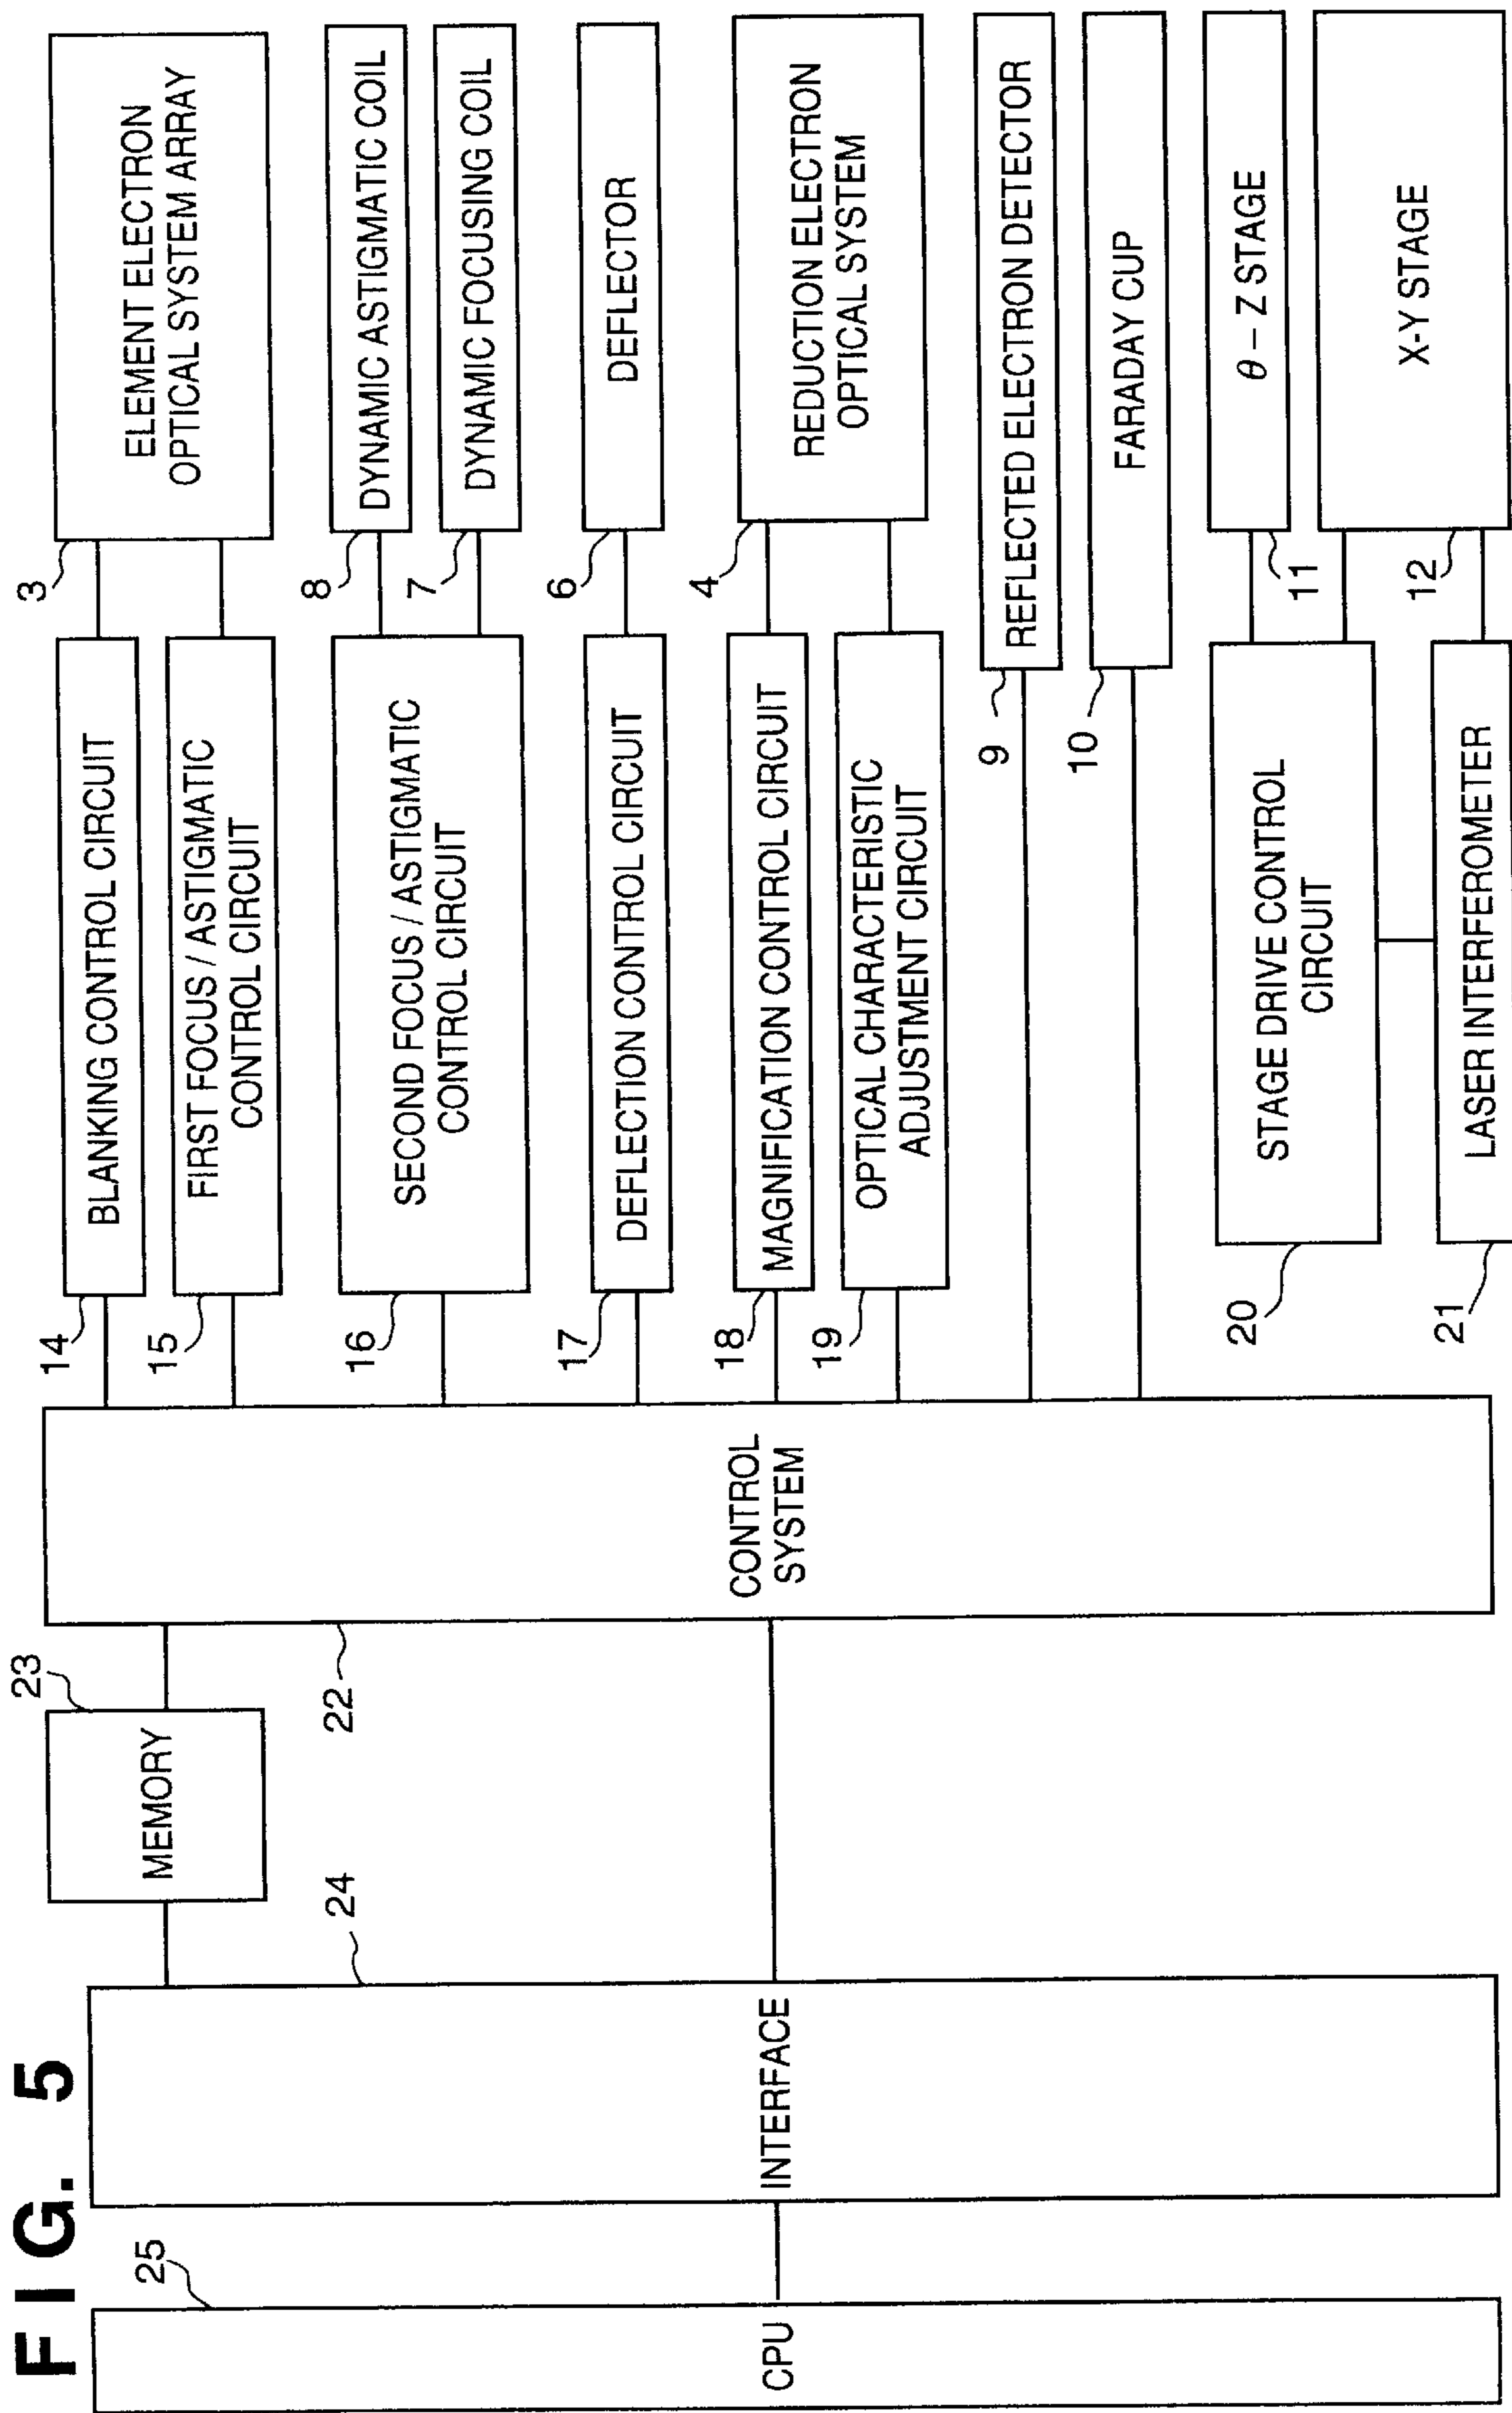 FIG. 5
25
CPU
INTERFACE
24
MEMORY
23
22
CONTROL
SYSTEM
14
BLANKING CONTROL CIRCUIT
15
FIRST FOCUS / ASTIGMATIC
CONTROL CIRCUIT
16
SECOND FOCUS / ASTIGMATIC
CONTROL CIRCUIT
17
DEFLECTION CONTROL CIRCUIT
18
MAGNIFICATION CONTROL CIRCUIT
19
OPTICAL CHARACTERISTIC
ADJUSTMENT CIRCUIT
20
STAGE DRIVE CONTROL
CIRCUIT
21
LASER INTERFEROMETER
3
ELEMENT ELECTRON
OPTICAL SYSTEM ARRAY
8
DYNAMIC ASTIGMATIC COIL
7
DYNAMIC FOCUSING COIL
6
DEFLECTOR
4
REDUCTION ELECTRON
OPTICAL SYSTEM
9
REFLECTED ELECTRON DETECTOR
10
FARADAY CUP
11
θ – Z STAGE
12
X-Y STAGE